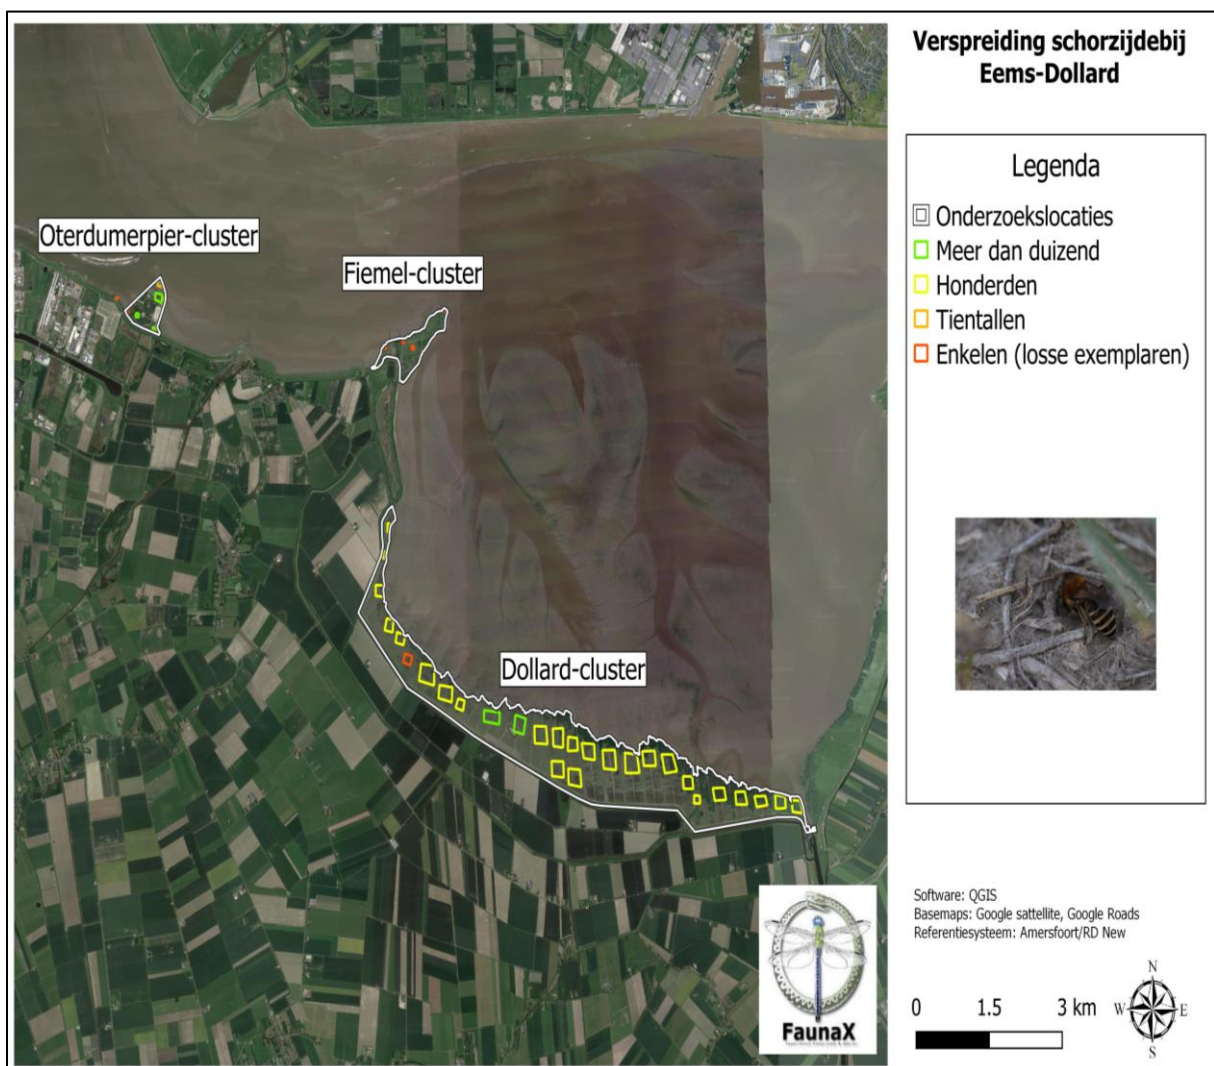 Verspreiding schorzijdebij
Eems-Dollard
Legenda
Onderzoekslocaties
Meer dan duizend
Honderden
Tientallen
Enkelen (losse exemplaren)
Oterdumerpier-cluster
Fiemel-cluster
Dollard-cluster
Software: QGIS
Basemaps: Google sattellite, Google Roads
Referentiesysteem: Amersfoort/RD New
0 1.5 3 km
N
W E
S
FaunaX